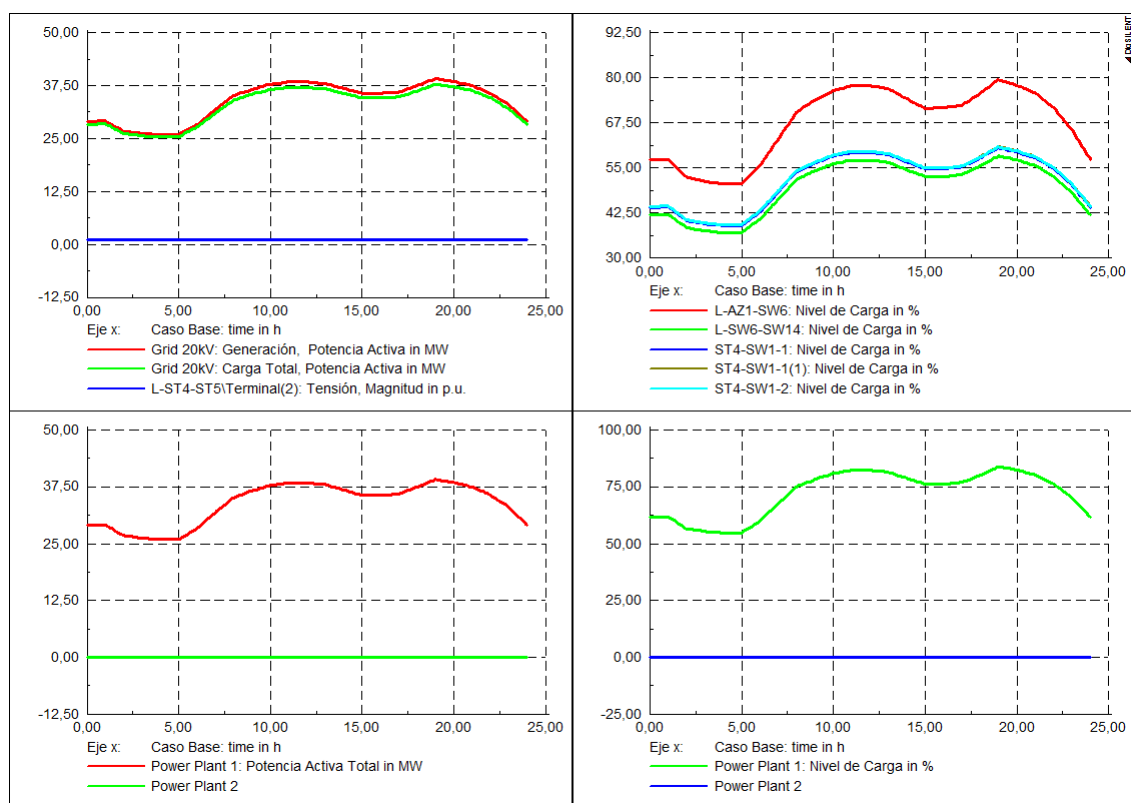 50,00
37,50
25,00
12,50
0,00
-12,50
0,00 5,00 10,00 15,00 20,00 25,00
Eje x: Caso Base: time in h
Grid 20kV: Generación, Potencia Activa in MW
Grid 20kV: Carga Total, Potencia Activa in MW
L-ST4-ST5\Terminal(2): Tensión, Magnitud in p.u.
DIgSILENT
92,50
80,00
67,50
55,00
42,50
30,00
0,00 5,00 10,00 15,00 20,00 25,00
Eje x: Caso Base: time in h
L-AZ1-SW6: Nivel de Carga in %
L-SW6-SW14: Nivel de Carga in %
ST4-SW1-1: Nivel de Carga in %
ST4-SW1-1(1): Nivel de Carga in %
ST4-SW1-2: Nivel de Carga in %
50,00
37,50
25,00
12,50
0,00
-12,50
0,00 5,00 10,00 15,00 20,00 25,00
Eje x: Caso Base: time in h
Power Plant 1: Potencia Activa Total in MW
Power Plant 2
100,00
75,00
50,00
25,00
0,00
-25,00
0,00 5,00 10,00 15,00 20,00 25,00
Eje x: Caso Base: time in h
Power Plant 1: Nivel de Carga in %
Power Plant 2